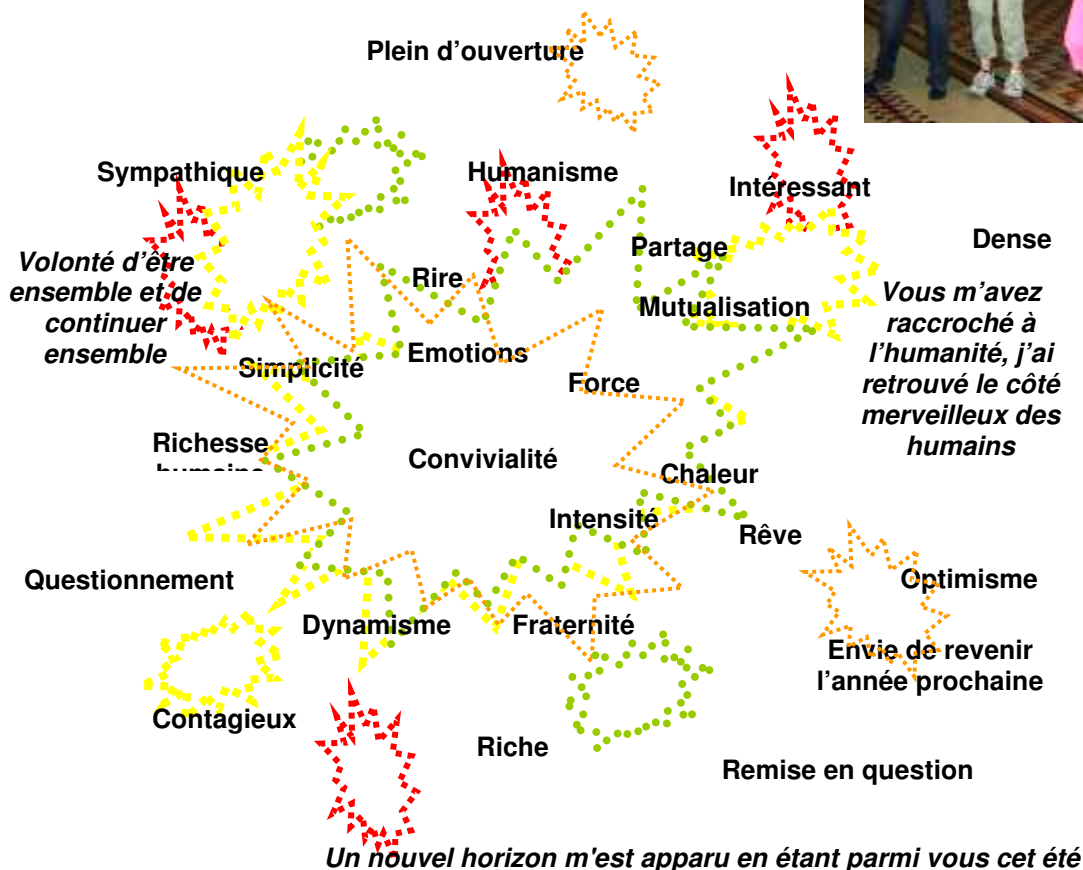 Plein d'ouverture
Sympathique
Humanisme
Intéressant
Partage
Dense
Volonté d'être
ensemble et de
continuer
ensemble
Rire
Mutualisation
Vous m'avez
raccroché à
l'humanité, j'ai
retrouvé le côté
merveilleux des
humains
Emotions
Simplicité
Force
Richesse
humaine
Convivialité
Chaleur
Intensité
Rêve
Questionnement
Optimisme
Dynamisme
Fraternité
Envie de revenir
l'année prochaine
Contagieux
Riche
Remise en question
Un nouvel horizon m'est apparu en étant parmi vous cet été